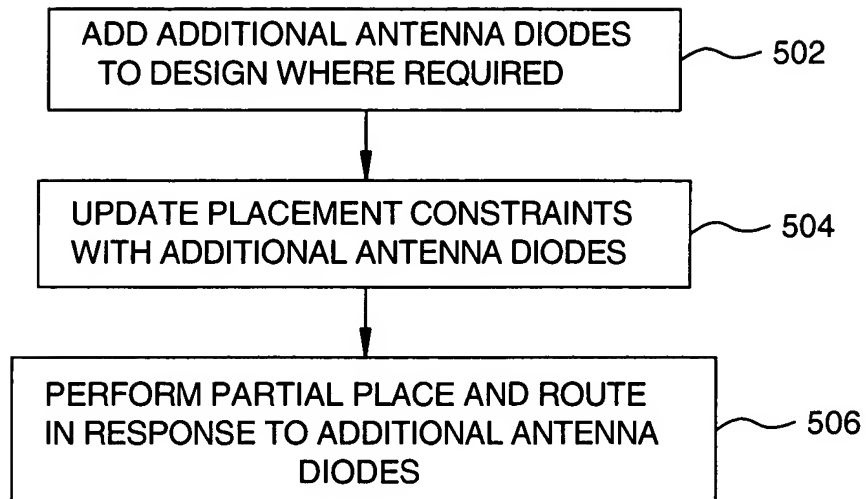 ADD ADDITIONAL ANTENNA DIODES
TO DESIGN WHERE REQUIRED
502
UPDATE PLACEMENT CONSTRAINTS
WITH ADDITIONAL ANTENNA DIODES
504
PERFORM PARTIAL PLACE AND ROUTE
IN RESPONSE TO ADDITIONAL ANTENNA
DIODES
506